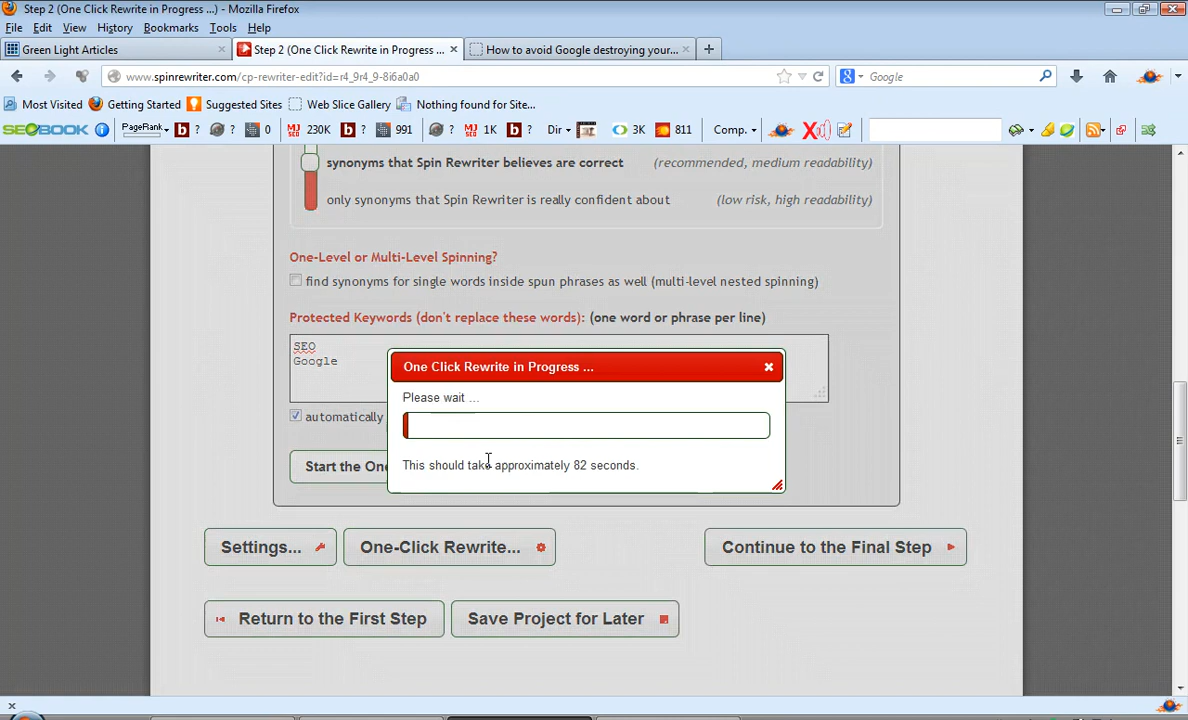 Step 2 (One Click Rewrite in Progress ...) - Mozilla Firefox
File Edit View History Bookmarks Tools Help
Green Light Articles × Step 2 (One Click Rewrite in Progress ... × How to avoid Google destroying your... × +
www.spinrewriter.com/cp-rewriter-edit?id=r4_9r4_9-8i6a0a0 Google
Most Visited Getting Started Suggested Sites Web Slice Gallery Nothing found for Site...
SEOBOOK PageRank b ? ? 0 MJ SEO 230K b ? 991 ? MJ SEO 1K b ? Dir 3K 811 Comp.
synonyms that Spin Rewriter believes are correct (recommended, medium readability)
only synonyms that Spin Rewriter is really confident about (low risk, high readability)
One-Level or Multi-Level Spinning?
find synonyms for single words inside spun phrases as well (multi-level nested spinning)
Protected Keywords (don't replace these words): (one word or phrase per line)
SEO
Google
One Click Rewrite in Progress ...
Please wait ...
automatically
This should take approximately 82 seconds.
Start the One
Settings... One-Click Rewrite... Continue to the Final Step
Return to the First Step Save Project for Later